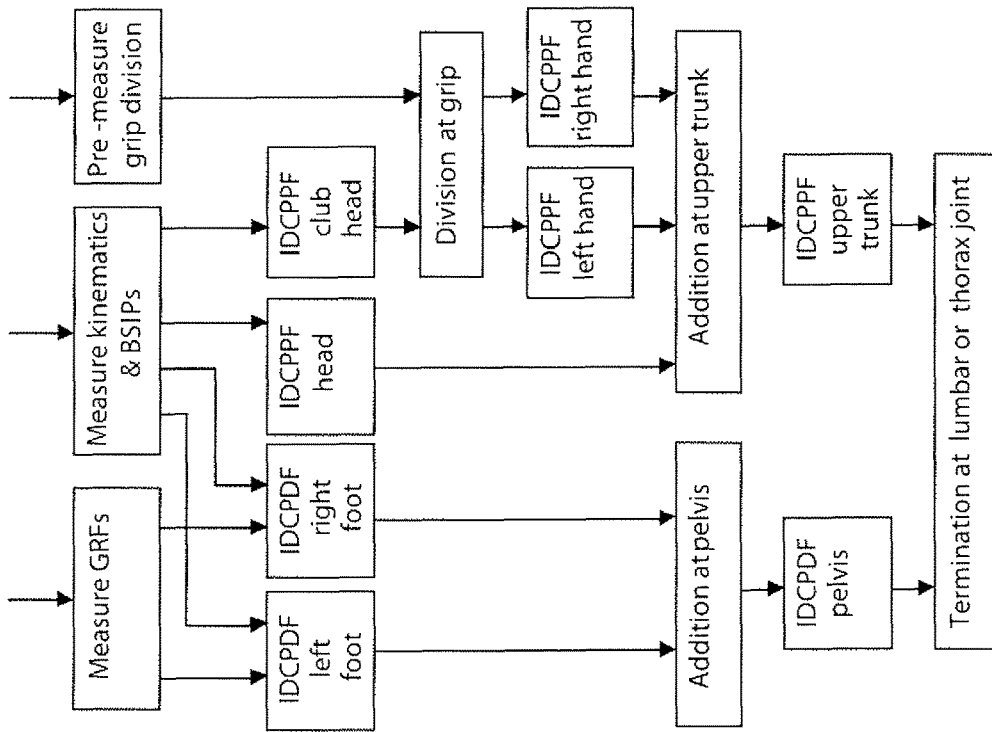 Measure GRFs
Measure kinematics
& BSIPs
Pre -measure
grip division
IDCPDF
left
foot
IDCPDF
right
foot
IDCPPF
head
IDCPPF
club
head
Division at grip
IDCPPF
left hand
IDCPPF
right hand
Addition at pelvis
Addition at upper trunk
IDCPDF
pelvis
IDCPPF
upper
trunk
Termination at lumbar or thorax joint